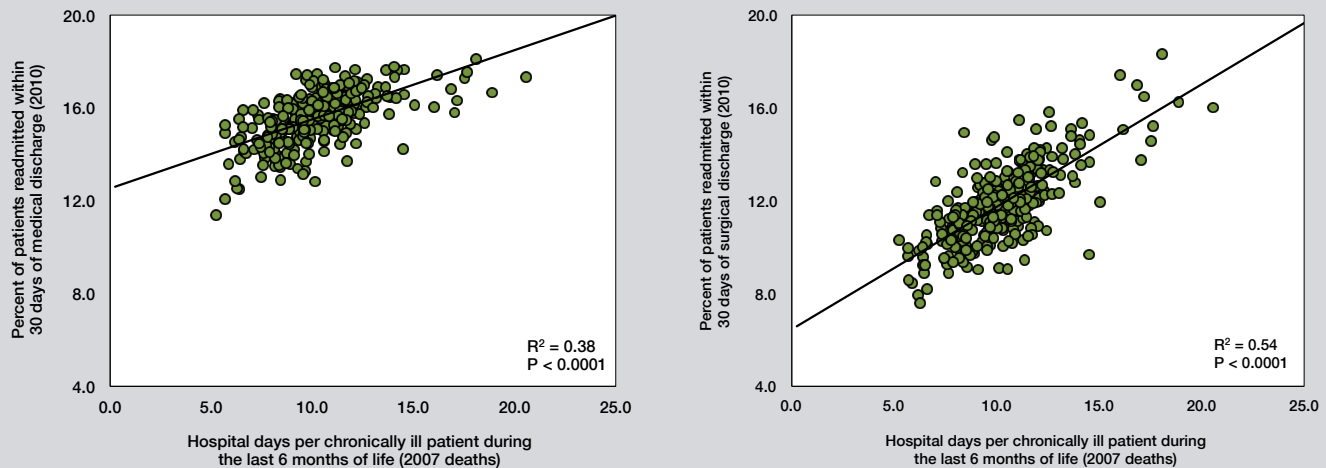 Percent of patients readmitted within
30 days of medical discharge (2010)
20.0
16.0
12.0
8.0
4.0
R² = 0.38
P < 0.0001
0.0 5.0 10.0 15.0 20.0 25.0
Hospital days per chronically ill patient during
the last 6 months of life (2007 deaths)
Percent of patients readmitted within
30 days of surgical discharge (2010)
20.0
16.0
12.0
8.0
4.0
R² = 0.54
P < 0.0001
0.0 5.0 10.0 15.0 20.0 25.0
Hospital days per chronically ill patient during
the last 6 months of life (2007 deaths)